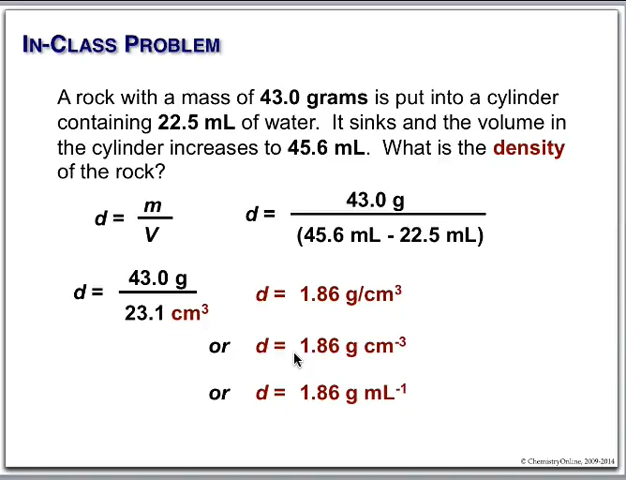 IN-CLASS PROBLEM
A rock with a mass of 43.0 grams is put into a cylinder
containing 22.5 mL of water. It sinks and the volume in
the cylinder increases to 45.6 mL. What is the density
of the rock?
d = m / V
d = 43.0 g / (45.6 mL - 22.5 mL)
d = 43.0 g / 23.1 cm³
d = 1.86 g/cm³
or d = 1.86 g cm⁻³
or d = 1.86 g mL⁻¹
© ChemistryOnline, 2009-2014